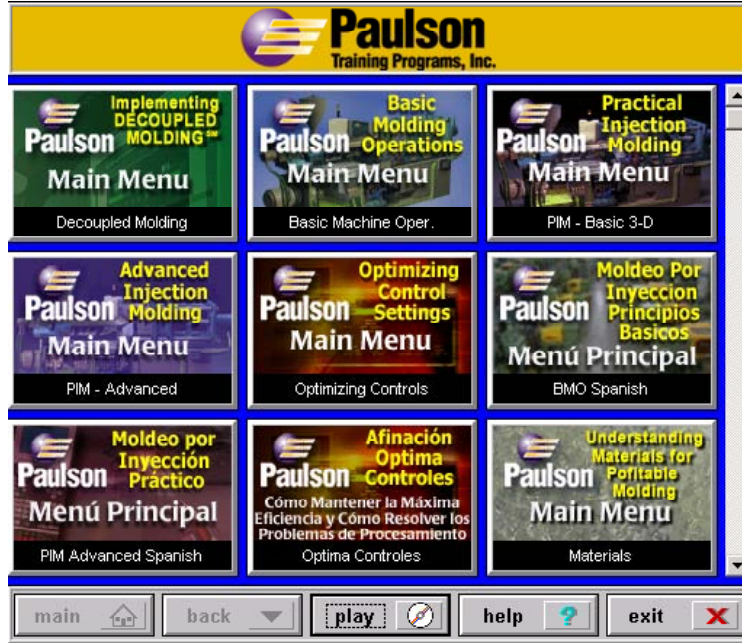 Paulson
Training Programs, Inc.
Implementing
DECOUPLED
MOLDING℠
Paulson
Main Menu
Decoupled Molding
Basic
Molding
Operations
Paulson
Main Menu
Basic Machine Oper.
Practical
Injection
Molding
Paulson
Main Menu
PIM - Basic 3-D
Advanced
Injection
Molding
Paulson
Main Menu
PIM - Advanced
Optimizing
Control
Settings
Paulson
Main Menu
Optimizing Controls
Moldeo Por
Inyeccion
Principios
Basicos
Paulson
Menú Principal
BMO Spanish
Moldeo por
Inyección
Práctico
Paulson
Menú Principal
PIM Advanced Spanish
Afinación
Optima
Controles
Paulson
Cómo Mantener la Máxima
Eficiencia y Cómo Resolver los
Problemas de Procesamiento
Optima Controles
Understanding
Materials for
Pofitable
Molding
Paulson
Main Menu
Materials
main
back
play
help
exit